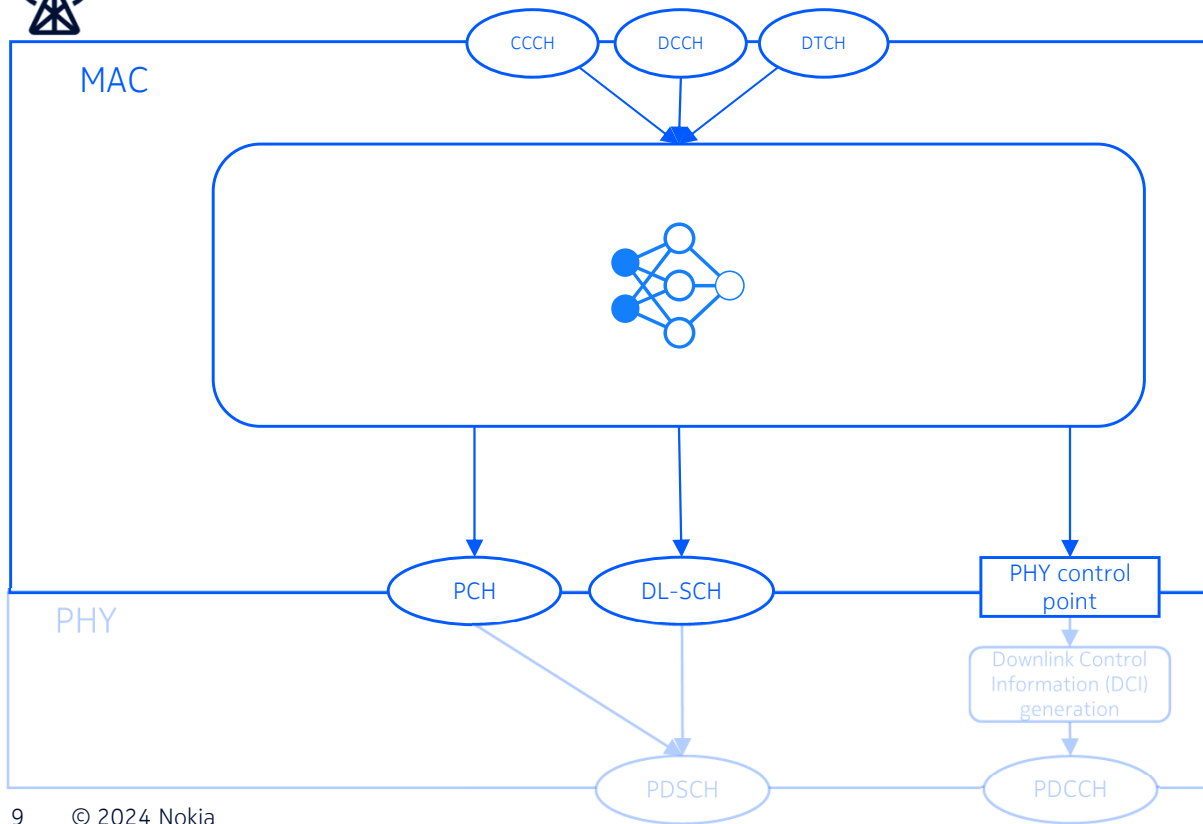 CCCH
DCCH
DTCH
MAC
PCH
DL-SCH
PHY control
point
PHY
Downlink Control
Information (DCI)
generation
PDSCH
PDCCH
9 © 2024 Nokia